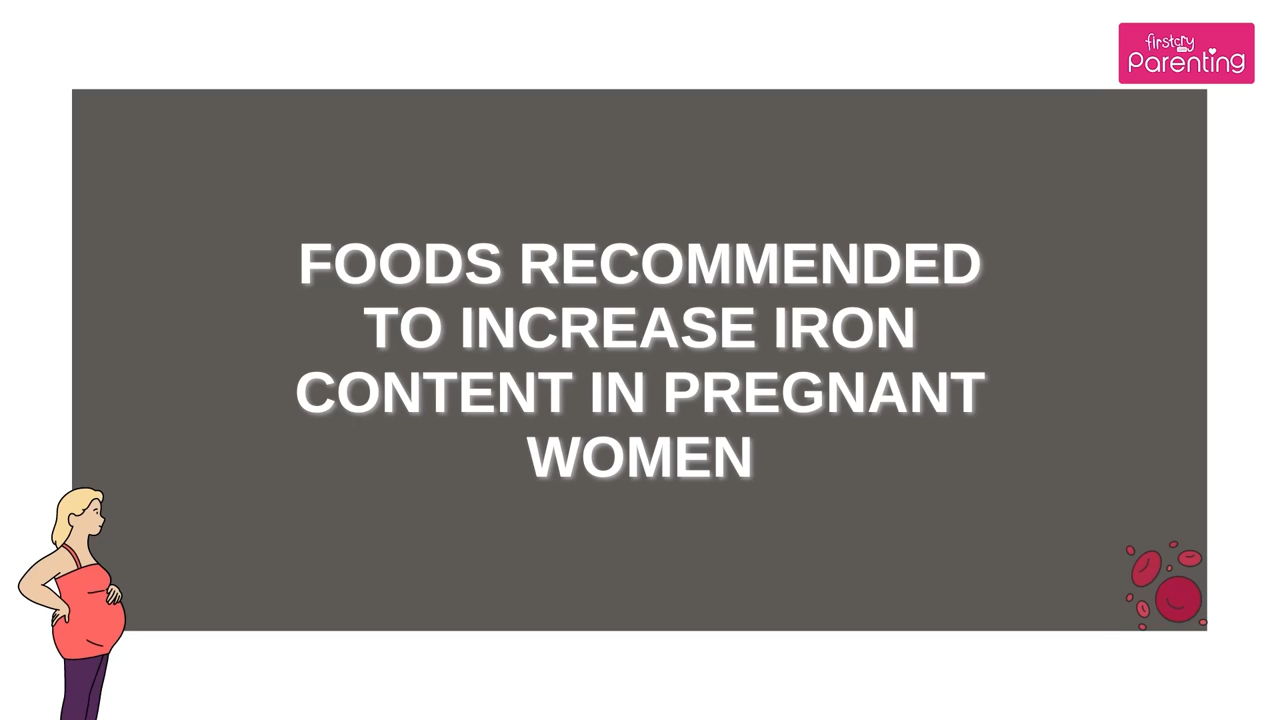 firstcry
Parenting
FOODS RECOMMENDED
TO INCREASE IRON
CONTENT IN PREGNANT
WOMEN